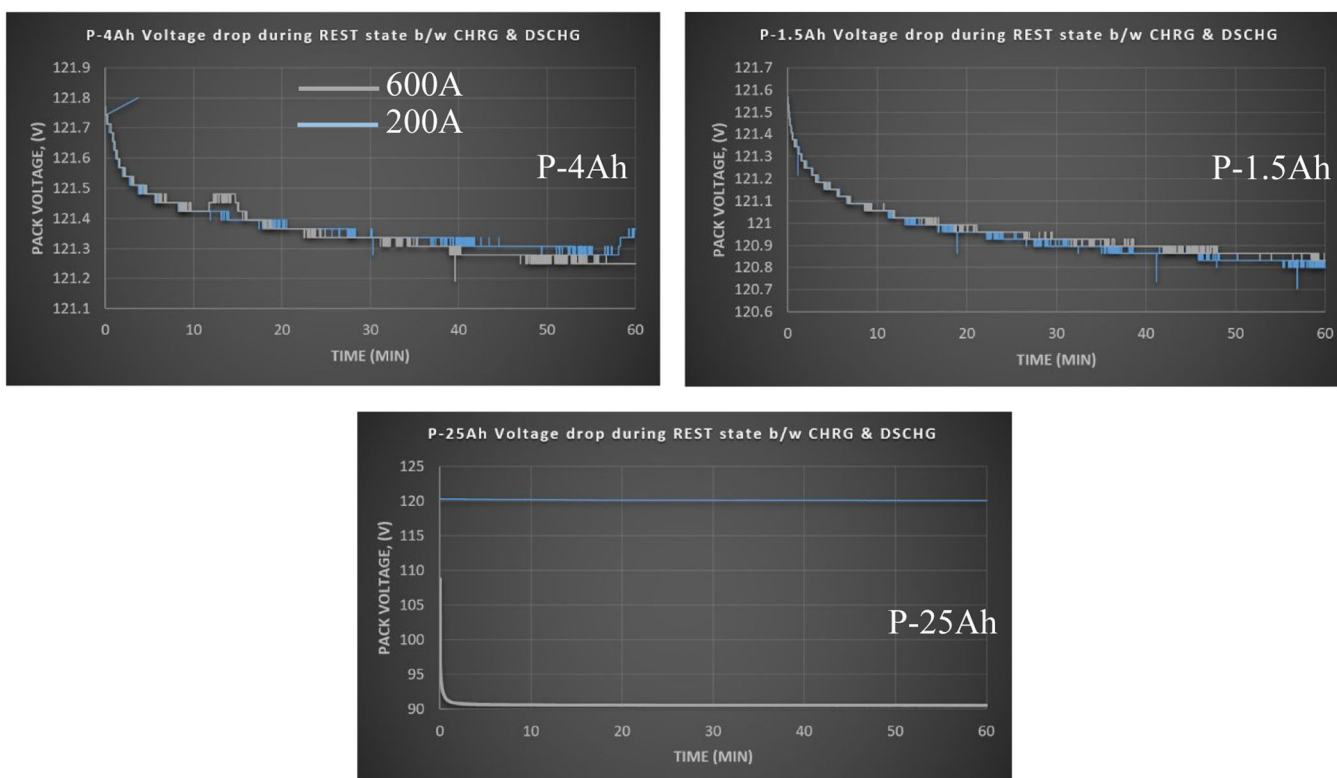 P-4Ah Voltage drop during REST state b/w CHRG & DSCHG
PACK VOLTAGE, (V)
121.9
121.8
121.7
121.6
121.5
121.4
121.3
121.2
121.1
600A
200A
P-4Ah
0 10 20 30 40 50 60
TIME (MIN)
P-1.5Ah Voltage drop during REST state b/w CHRG & DSCHG
PACK VOLTAGE, (V)
121.7
121.6
121.5
121.4
121.3
121.2
121.1
121
120.9
120.8
120.7
120.6
P-1.5Ah
0 10 20 30 40 50 60
TIME (MIN)
P-25Ah Voltage drop during REST state b/w CHRG & DSCHG
PACK VOLTAGE, (V)
125
120
115
110
105
100
95
90
P-25Ah
0 10 20 30 40 50 60
TIME (MIN)